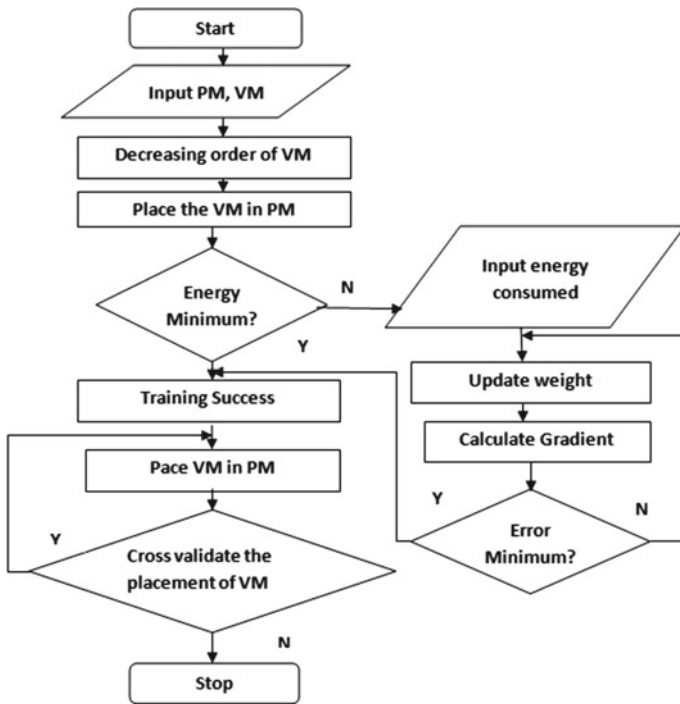 Start
Input PM, VM
Decreasing order of VM
Place the VM in PM
Energy
Minimum?
N
Y
Input energy
consumed
Update weight
Calculate Gradient
Error
Minimum?
Y
N
Training Success
Pace VM in PM
Cross validate the
placement of VM
Y
N
Stop